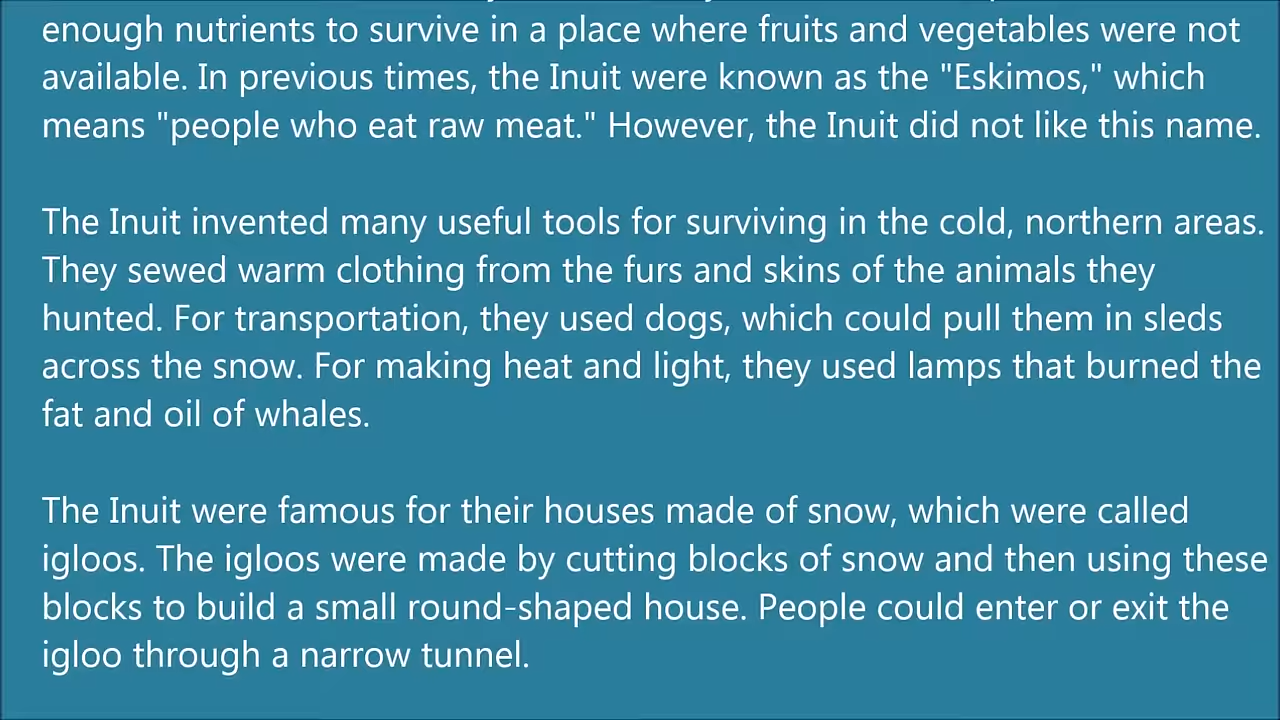 enough nutrients to survive in a place where fruits and vegetables were not
available. In previous times, the Inuit were known as the "Eskimos," which
means "people who eat raw meat." However, the Inuit did not like this name.
The Inuit invented many useful tools for surviving in the cold, northern areas.
They sewed warm clothing from the furs and skins of the animals they
hunted. For transportation, they used dogs, which could pull them in sleds
across the snow. For making heat and light, they used lamps that burned the
fat and oil of whales.
The Inuit were famous for their houses made of snow, which were called
igloos. The igloos were made by cutting blocks of snow and then using these
blocks to build a small round-shaped house. People could enter or exit the
igloo through a narrow tunnel.